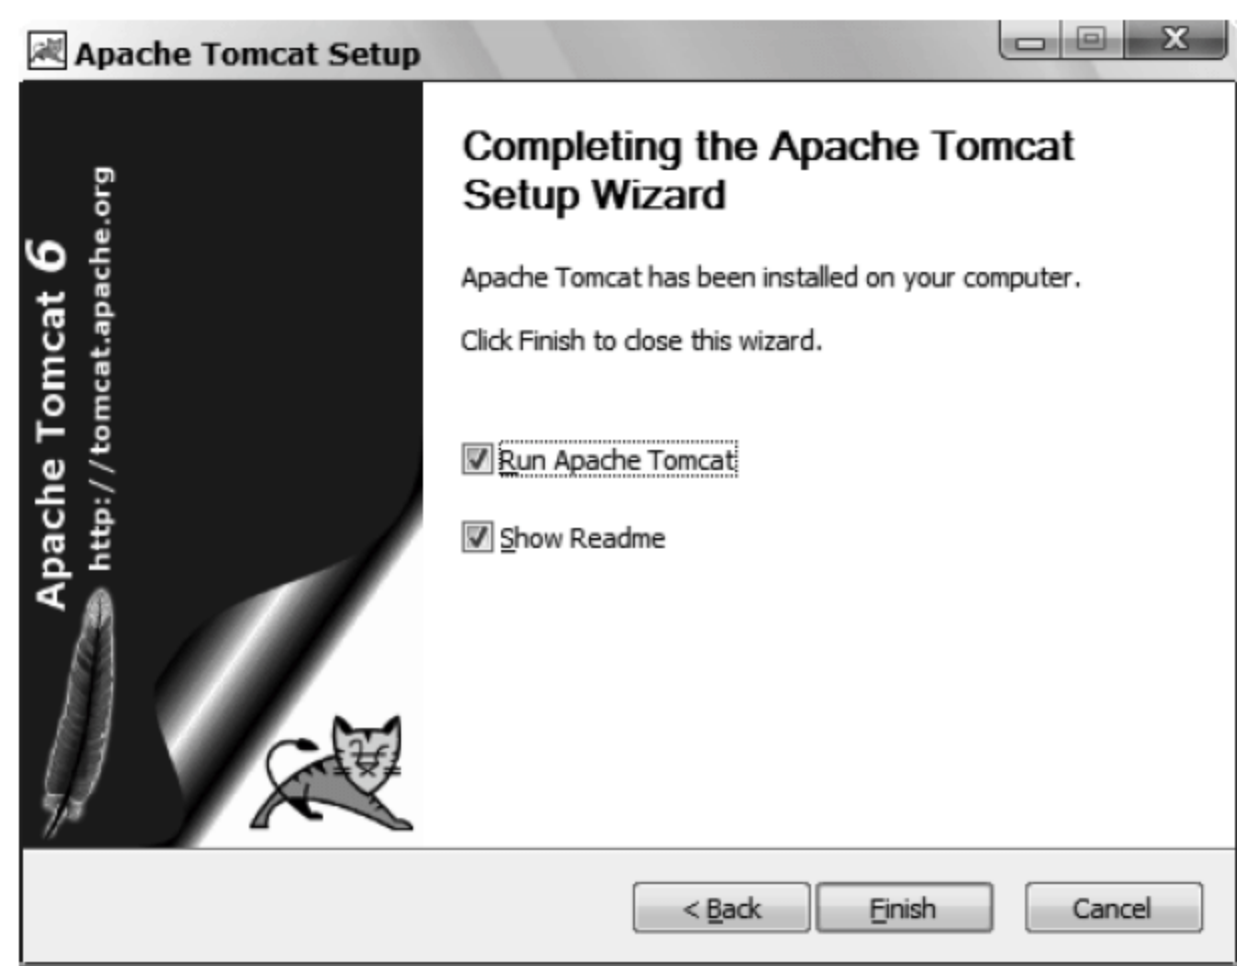 Apache Tomcat Setup
Apache Tomcat 6
http://tomcat.apache.org
Completing the Apache Tomcat
Setup Wizard
Apache Tomcat has been installed on your computer.
Click Finish to close this wizard.
Run Apache Tomcat
Show Readme
< Back Finish Cancel